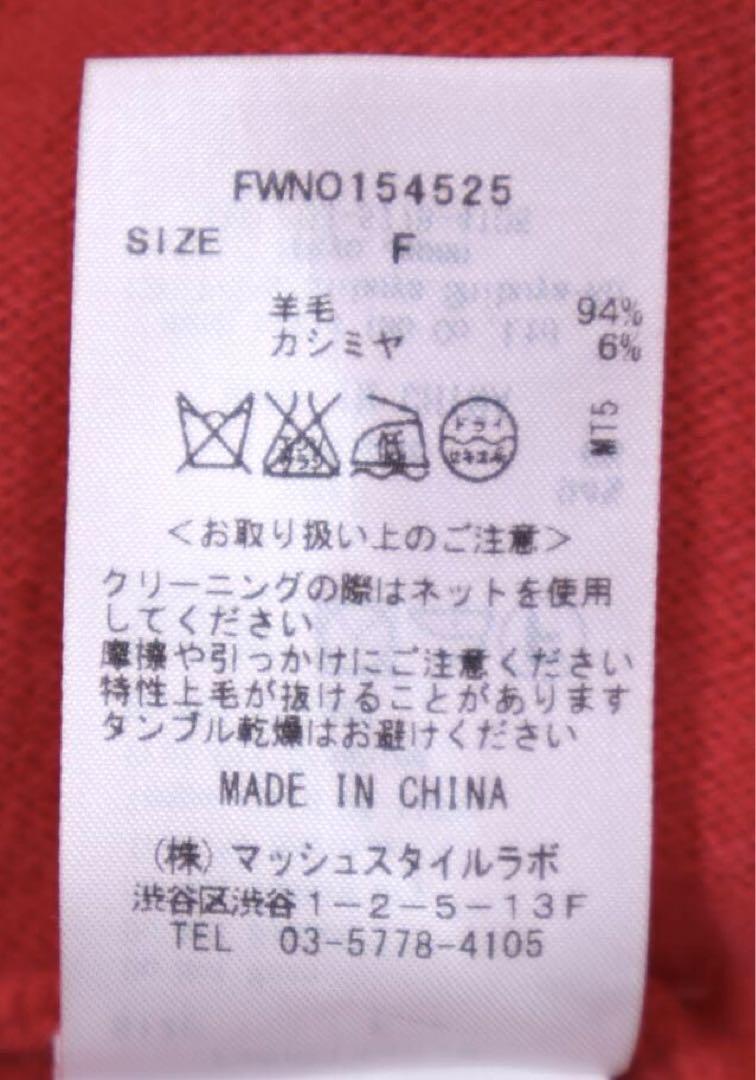 FWNO154525
SIZE F
羊毛 94%
カシミヤ 6%
エンソサラシ 低 ドライ セキユ系
MT5
<お取り扱い上のご注意>
クリーニングの際はネットを使用
してください
摩擦や引っかけにご注意ください
特性上毛が抜けることがあります
タンブル乾燥はお避けください
MADE IN CHINA
(株)マッシュスタイルラボ
渋谷区渋谷1-2-5-13F
TEL 03-5778-4105